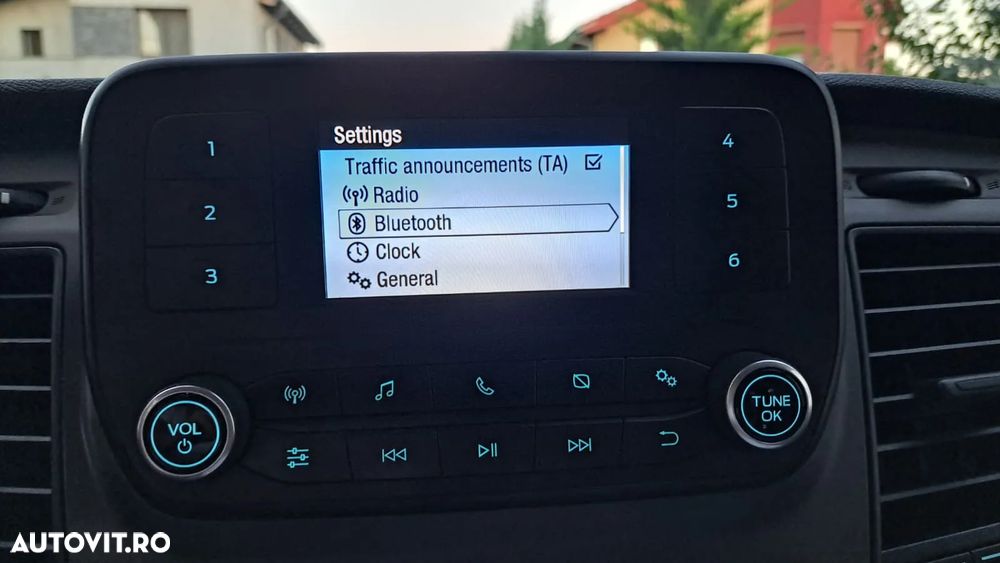 Settings
Traffic announcements (TA)
Radio
Bluetooth
Clock
General
1
2
3
4
5
6
VOL
TUNE
OK
AUTOVIT.RO